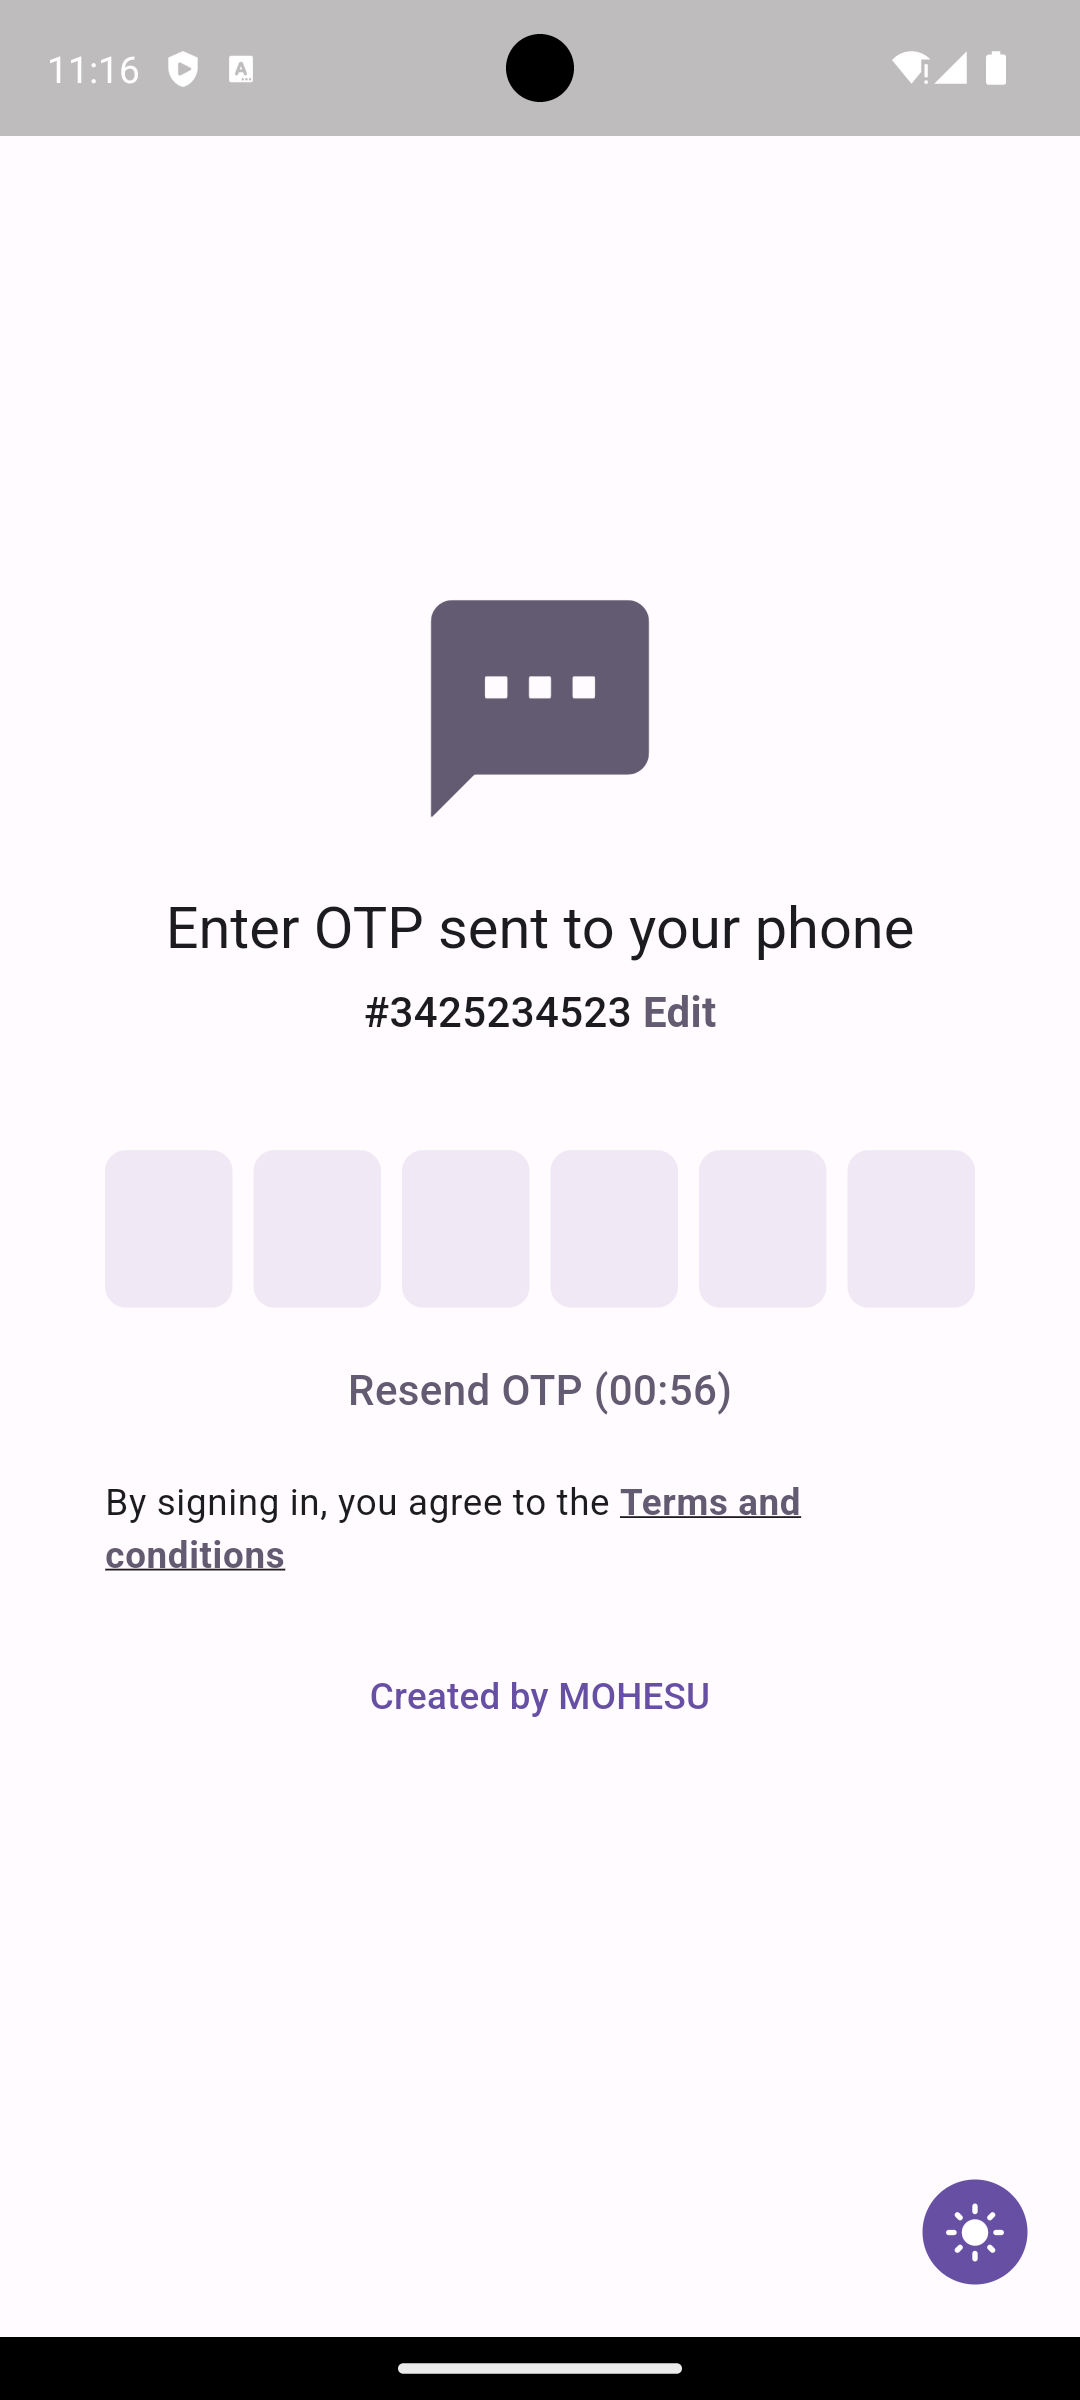 11:16
Enter OTP sent to your phone
#3425234523 Edit
Resend OTP (00:56)
By signing in, you agree to the Terms and
conditions
Created by MOHESU